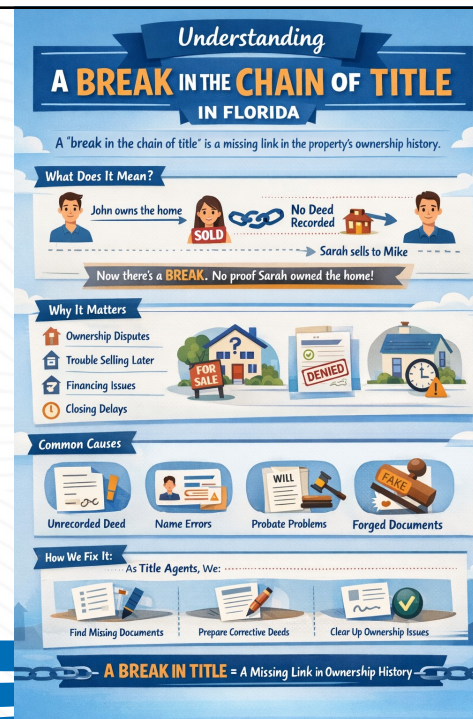 Understanding
A BREAK IN THE CHAIN OF TITLE
IN FLORIDA
A "break in the chain of title" is a missing link in the property's ownership history.
What Does It Mean?
John owns the home
SOLD
No Deed
Recorded
Sarah sells to Mike
Now there's a BREAK. No proof Sarah owned the home!
Why It Matters
Ownership Disputes
Trouble Selling Later
Financing Issues
Closing Delays
?
FOR
SALE
DENIED
Common Causes
WILL
FAKE
Unrecorded Deed
Name Errors
Probate Problems
Forged Documents
How We Fix It:
As Title Agents, We:
Find Missing Documents
Prepare Corrective Deeds
Clear Up Ownership Issues
A BREAK IN TITLE = A Missing Link in Ownership History